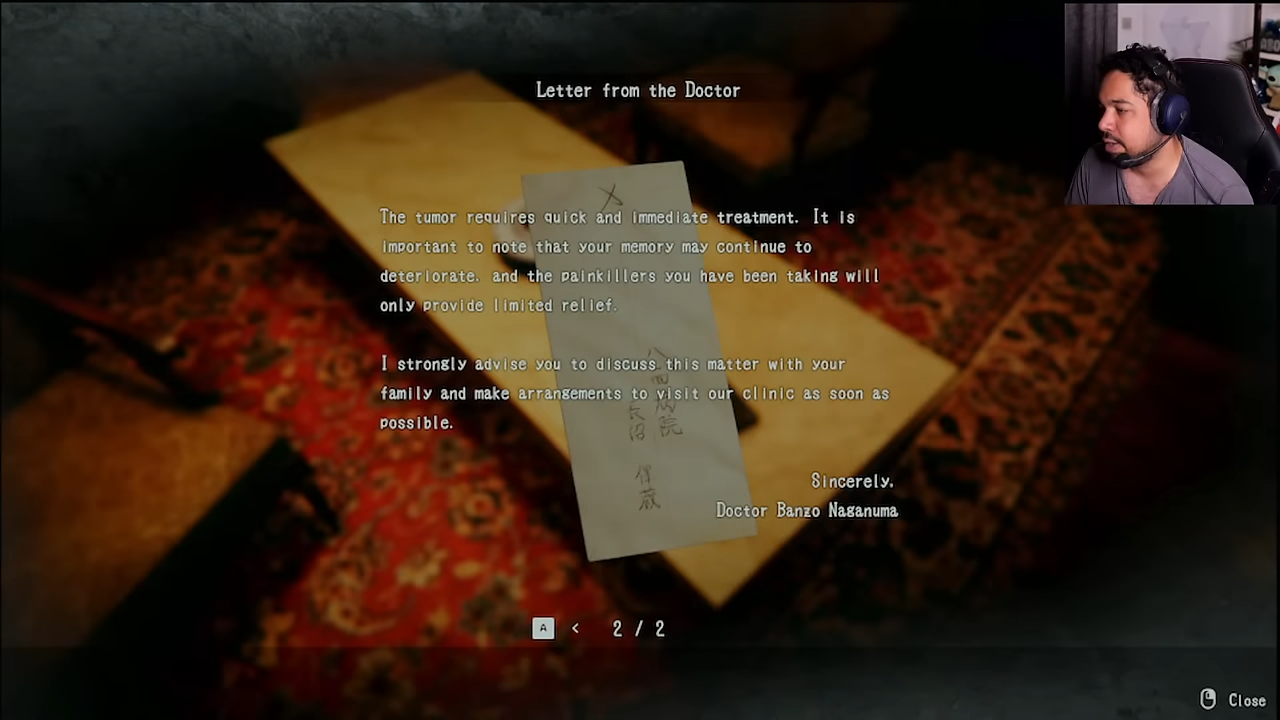 Letter from the Doctor
The tumor requires quick and immediate treatment. It is
important to note that your memory may continue to
deteriorate, and the painkillers you have been taking will
only provide limited relief.
I strongly advise you to discuss this matter with your
family and make arrangements to visit our clinic as soon as
possible.
Sincerely,
Doctor Banzo Naganuma
A < 2 / 2
Close